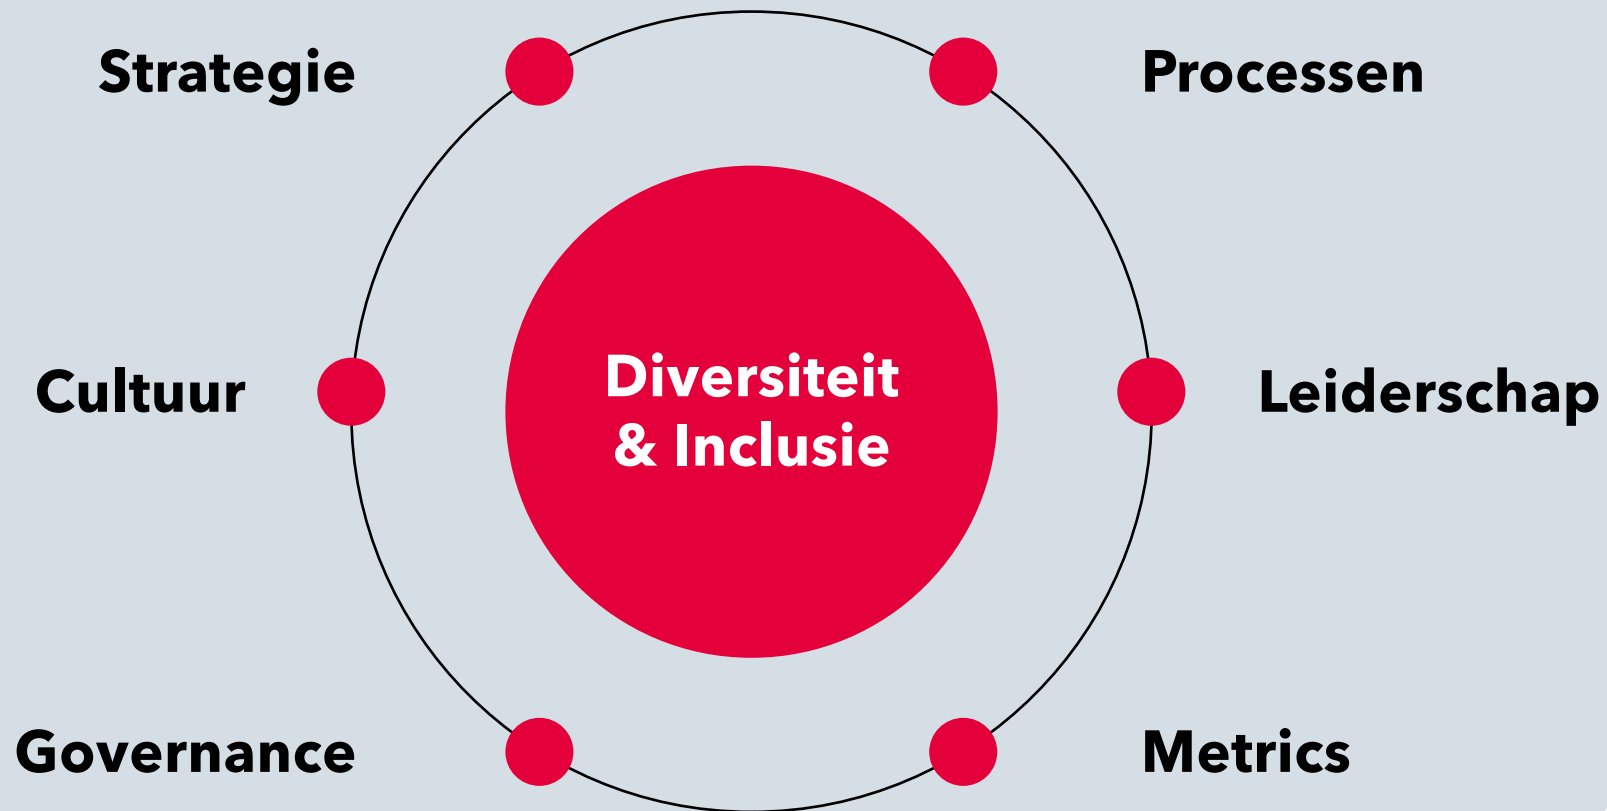 Strategie
Processen
Cultuur
Diversiteit
& Inclusie
Leiderschap
Governance
Metrics